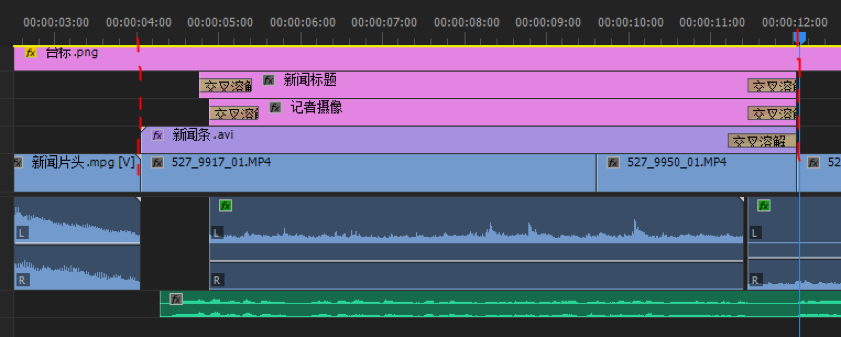 00:00:03:00 00:00:04:00 00:00:05:00 00:00:06:00 00:00:07:00 00:00:08:00 00:00:09:00 00:00:10:00 00:00:11:00 00:00:12:00
fx 台标.png
交叉溶解 fx 新闻标题 交叉溶解
交叉溶解 fx 记者摄像 交叉溶解
fx 新闻条.avi 交叉溶解
fx 新闻片头.mpg [V] fx 527_9917_01.MP4 fx 527_9950_01.MP4 fx 52
fx fx
L L L
R R R
fx